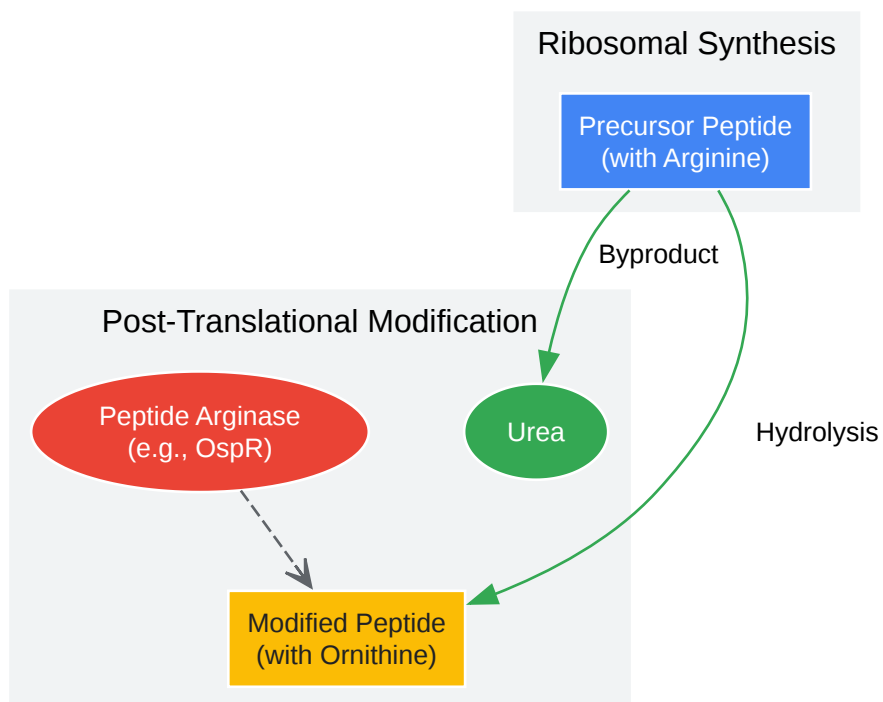 Ribosomal Synthesis
Precursor Peptide
(with Arginine)
Byproduct
Post-Translational Modification
Peptide Arginase
(e.g., OspR)
Urea
Hydrolysis
Modified Peptide
(with Ornithine)